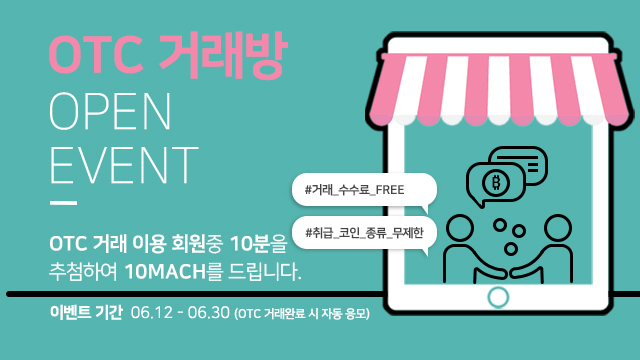 OTC 거래방
OPEN
EVENT
#거래_수수료_FREE
#취급_코인_종류_무제한
OTC 거래 이용 회원중 10분을
추첨하여 10MACH를 드립니다.
이벤트 기간 06.12 - 06.30 (OTC 거래완료 시 자동 응모)